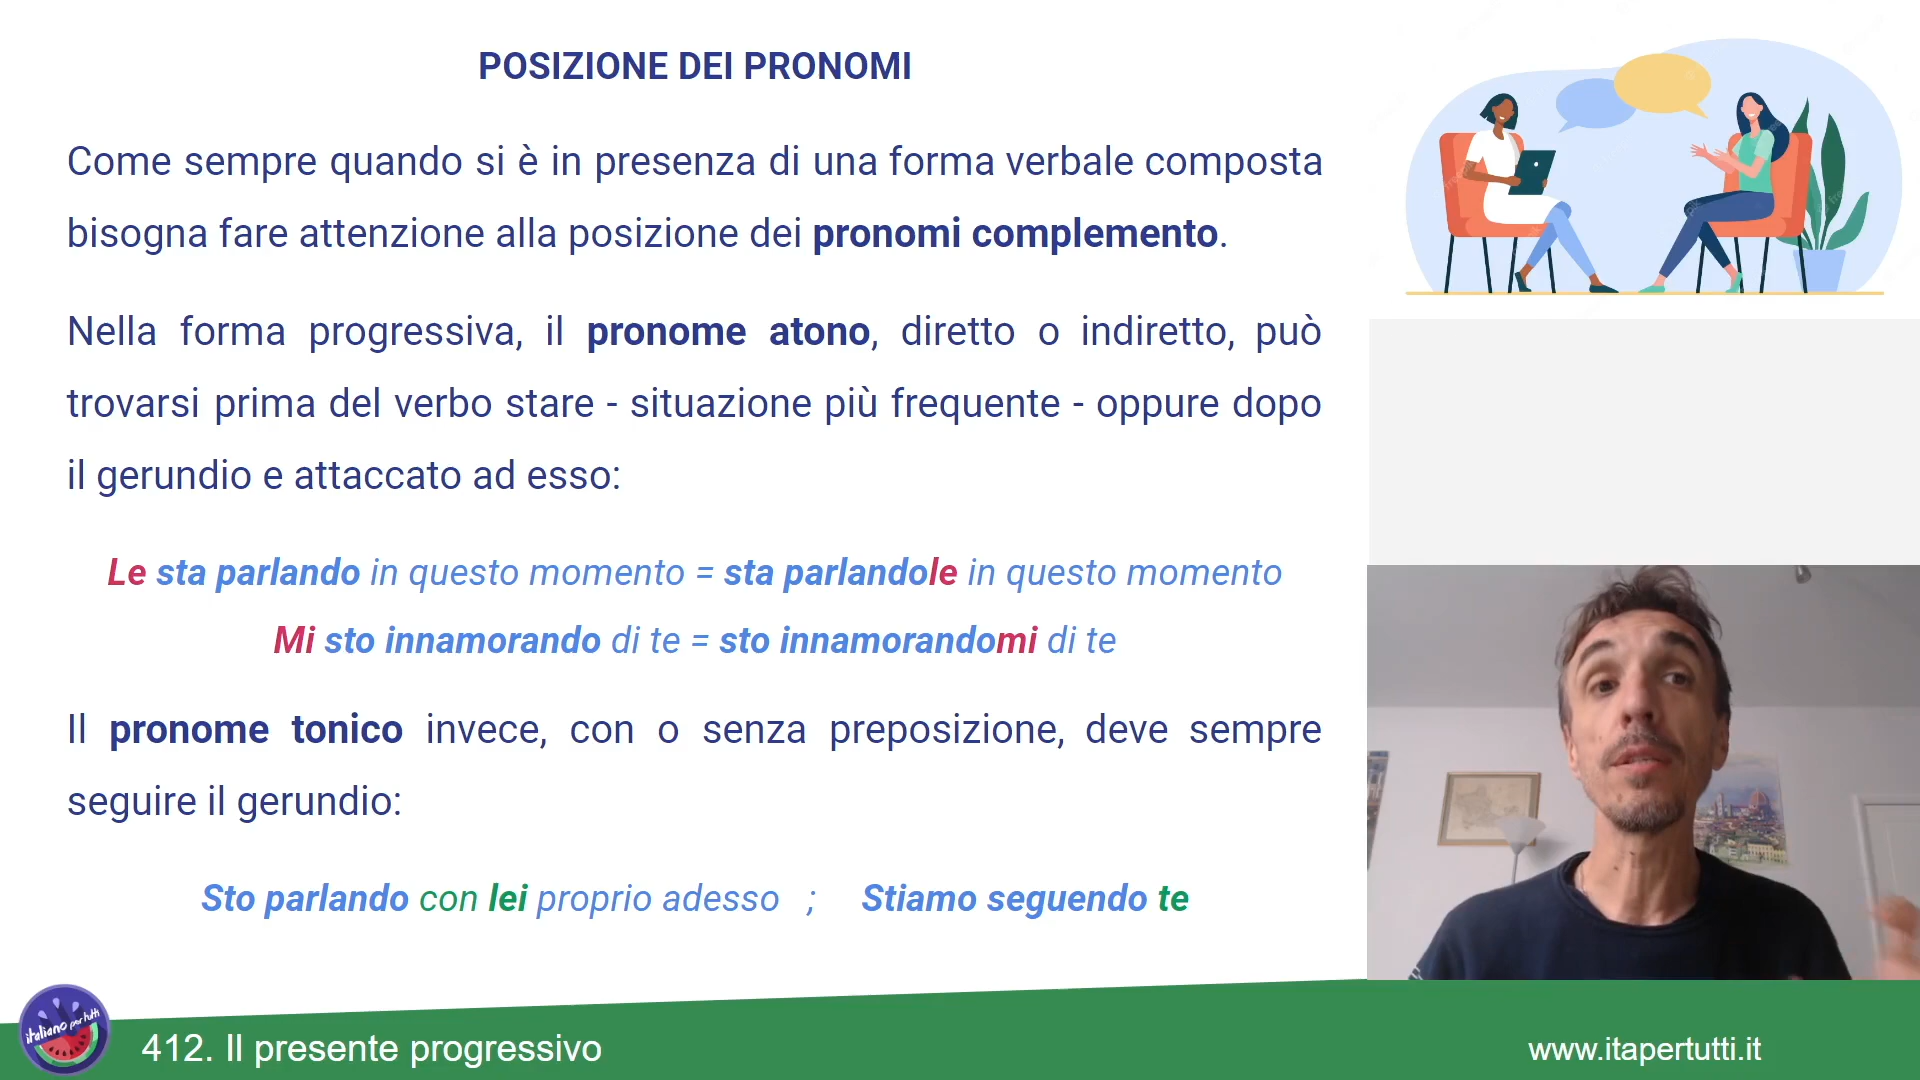 POSIZIONE DEI PRONOMI
Come sempre quando si è in presenza di una forma verbale composta
bisogna fare attenzione alla posizione dei pronomi complemento.
Nella forma progressiva, il pronome atono, diretto o indiretto, può
trovarsi prima del verbo stare - situazione più frequente - oppure dopo
il gerundio e attaccato ad esso:
Le sta parlando in questo momento = sta parlandole in questo momento
Mi sto innamorando di te = sto innamorandomi di te
Il pronome tonico invece, con o senza preposizione, deve sempre
seguire il gerundio:
Sto parlando con lei proprio adesso ; Stiamo seguendo te
italiano per tutti
412. Il presente progressivo
www.itapertutti.it